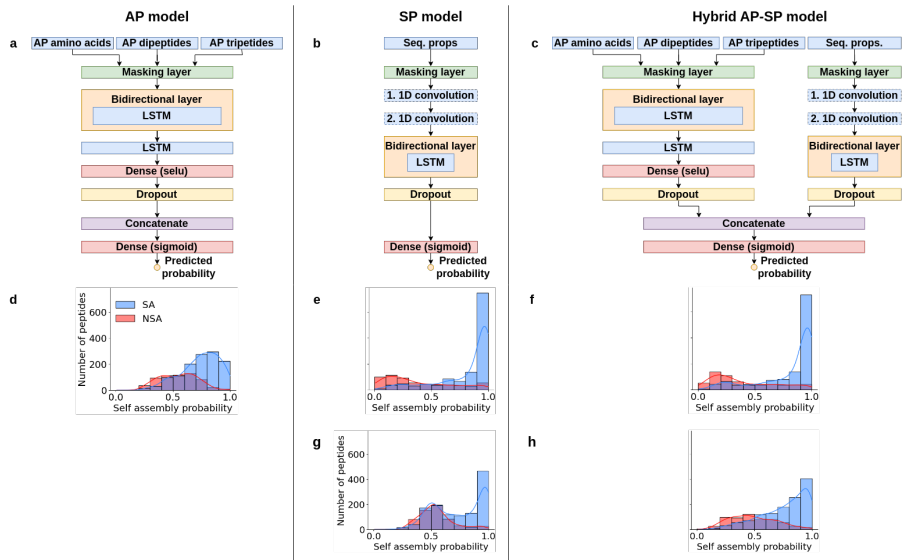 AP model
SP model
Hybrid AP-SP model
a
AP amino acids
AP dipeptides
AP tripetides
Masking layer
Bidirectional layer
LSTM
LSTM
Dense (selu)
Dropout
Concatenate
Dense (sigmoid)
Predicted
probability
b
Seq. props
Masking layer
1. 1D convolution
2. 1D convolution
Bidirectional layer
LSTM
Dropout
Dense (sigmoid)
Predicted
probability
c
AP amino acids
AP dipeptides
AP tripetides
Seq. props.
Masking layer
Masking layer
Bidirectional layer
LSTM
1. 1D convolution
2. 1D convolution
LSTM
Bidirectional layer
LSTM
Dense (selu)
Dropout
Dropout
Concatenate
Dense (sigmoid)
Predicted
probability
d
Number of peptides
600
400
200
0
SA
NSA
0.0
0.5
1.0
Self assembly probability
e
0.0
0.5
1.0
Self assembly probability
f
0.0
0.5
1.0
Self assembly probability
g
Number of peptides
600
400
200
0
0.0
0.5
1.0
Self assembly probability
h
0.0
0.5
1.0
Self assembly probability